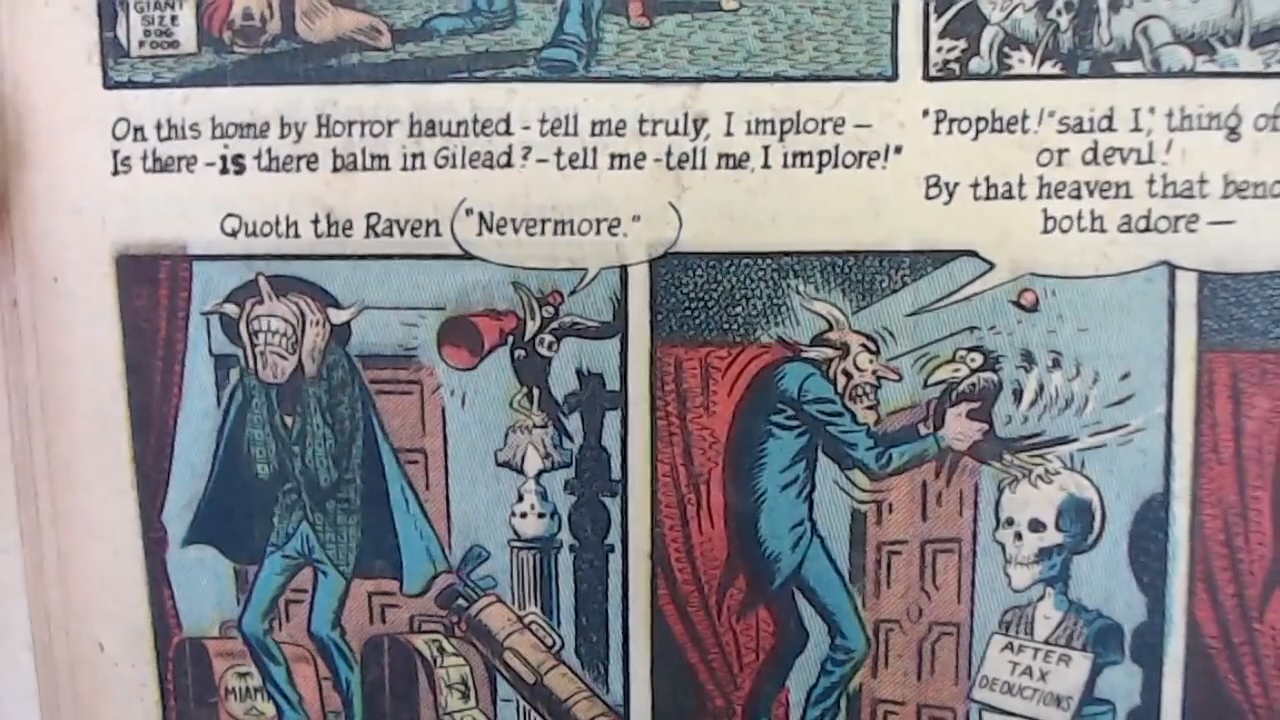 GIANT
SIZE
DOG
FOOD
On this home by Horror haunted - tell me truly, I implore —
Is there - is there balm in Gilead? - tell me - tell me, I implore!"
Quoth the Raven "Nevermore."
"Prophet!" said I, thing of
or devil!
By that heaven that bend
both adore —
MIAMI
AFTER
TAX
DEDUCTIONS